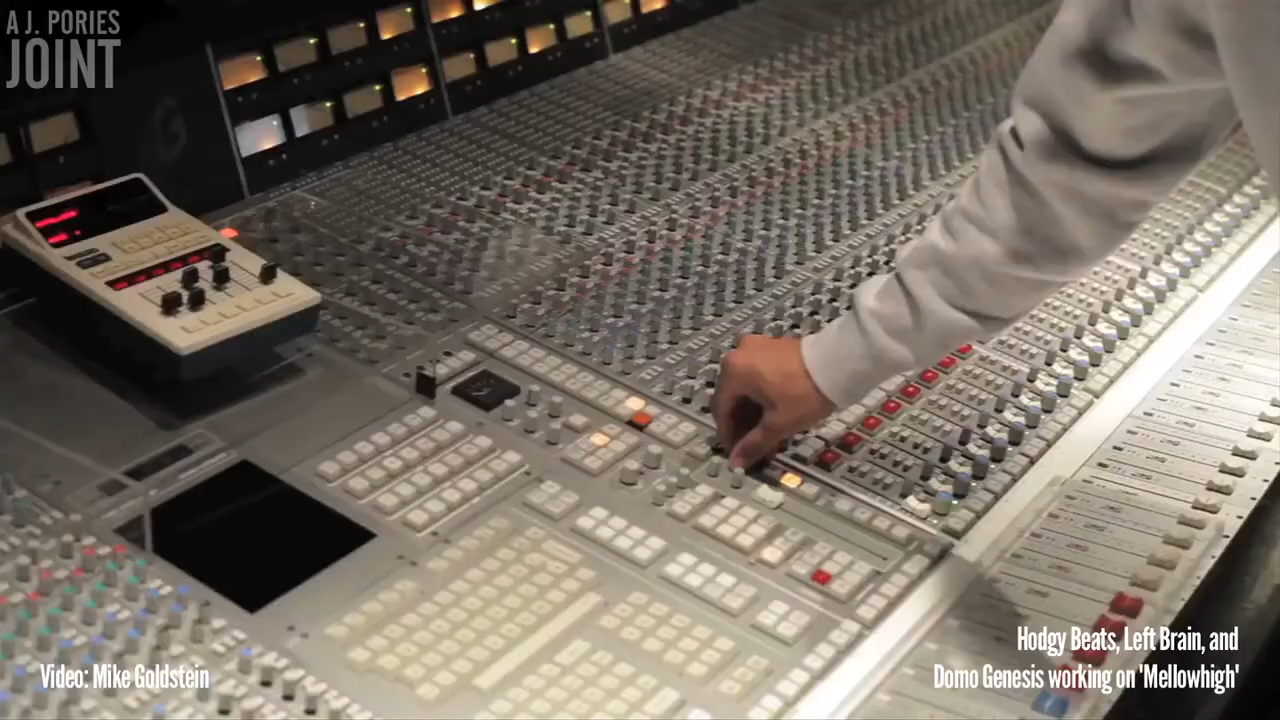 A J. PORIES
JOINT
G
Video: Mike Goldstein
Hodgy Beats, Left Brain, and
Domo Genesis working on 'Mellowhigh'